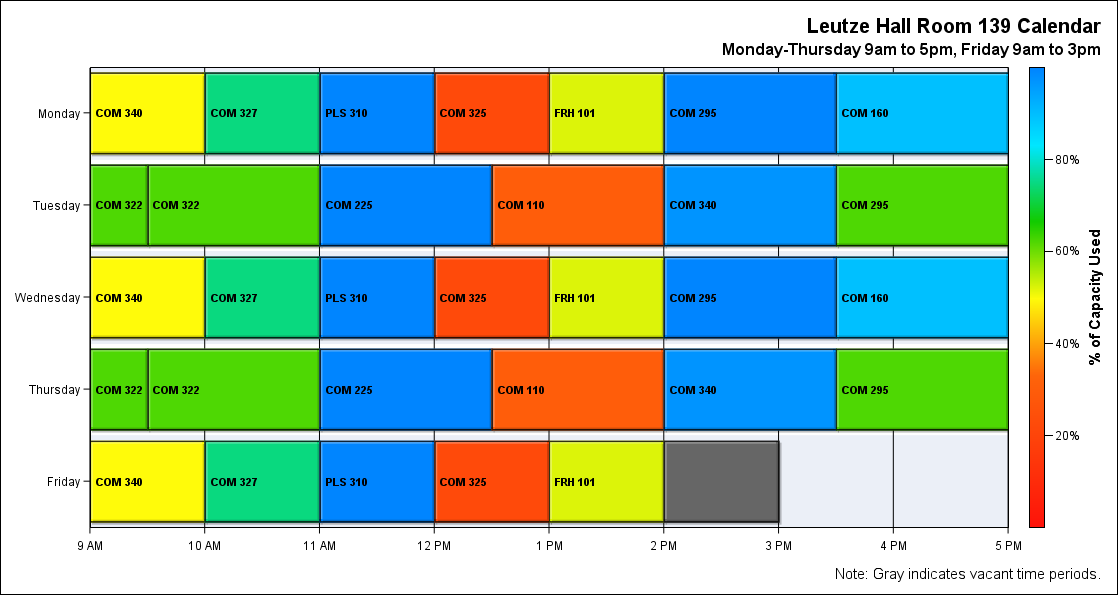 Leutze Hall Room 139 Calendar
Monday-Thursday 9am to 5pm, Friday 9am to 3pm
Monday COM 340 COM 327 PLS 310 COM 325 FRH 101 COM 295 COM 160
Tuesday COM 322 COM 322 COM 225 COM 110 COM 340 COM 295
Wednesday COM 340 COM 327 PLS 310 COM 325 FRH 101 COM 295 COM 160
Thursday COM 322 COM 322 COM 225 COM 110 COM 340 COM 295
Friday COM 340 COM 327 PLS 310 COM 325 FRH 101
9 AM 10 AM 11 AM 12 PM 1 PM 2 PM 3 PM 4 PM 5 PM
80%
60%
40%
20%
% of Capacity Used
Note: Gray indicates vacant time periods.